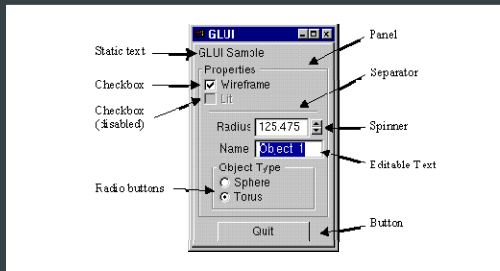 GLUI
Static text
GLUI Sample
Panel
Properties
Separator
Checkbox
Wireframe
Checkbox
(disabled)
Lit
Radius
125.475
Spinner
Name
Object 1
Editable Text
Object Type
Radio buttons
Sphere
Torus
Quit
Button